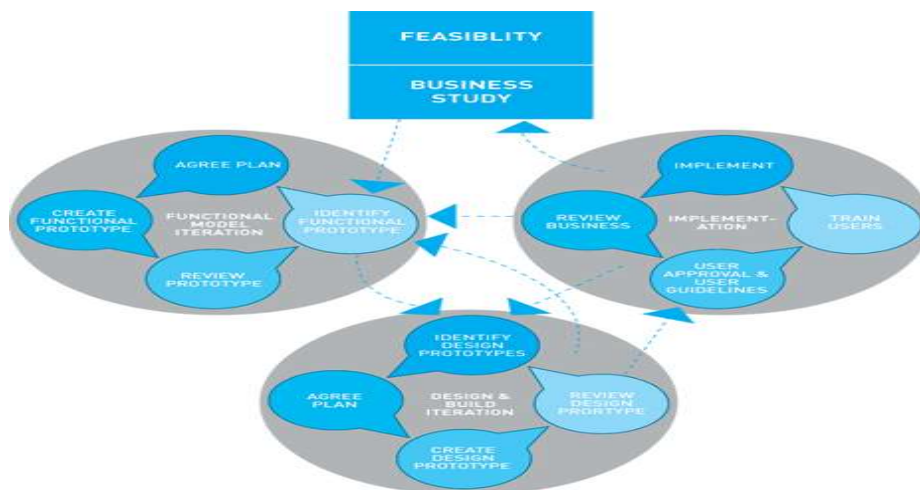 FEASIBLITY
BUSINESS
STUDY
AGREE PLAN
CREATE
FUNCTIONAL
PROTOTYPE
FUNCTIONAL
MODEL
ITERATION
IDENTIFY
FUNCTIONAL
PROTOTYPE
REVIEW
PROTOTYPE
IMPLEMENT
REVIEW
BUSINESS
IMPLEMENT-
ATION
TRAIN
USERS
USER
APPROVAL &
USER
GUIDELINES
IDENTIFY
DESIGN
PROTOTYPES
AGREE
PLAN
DESIGN &
BUILD
ITERATION
REVIEW
DESIGN
PRORTYPE
CREATE
DESIGN
PROTOTYPE